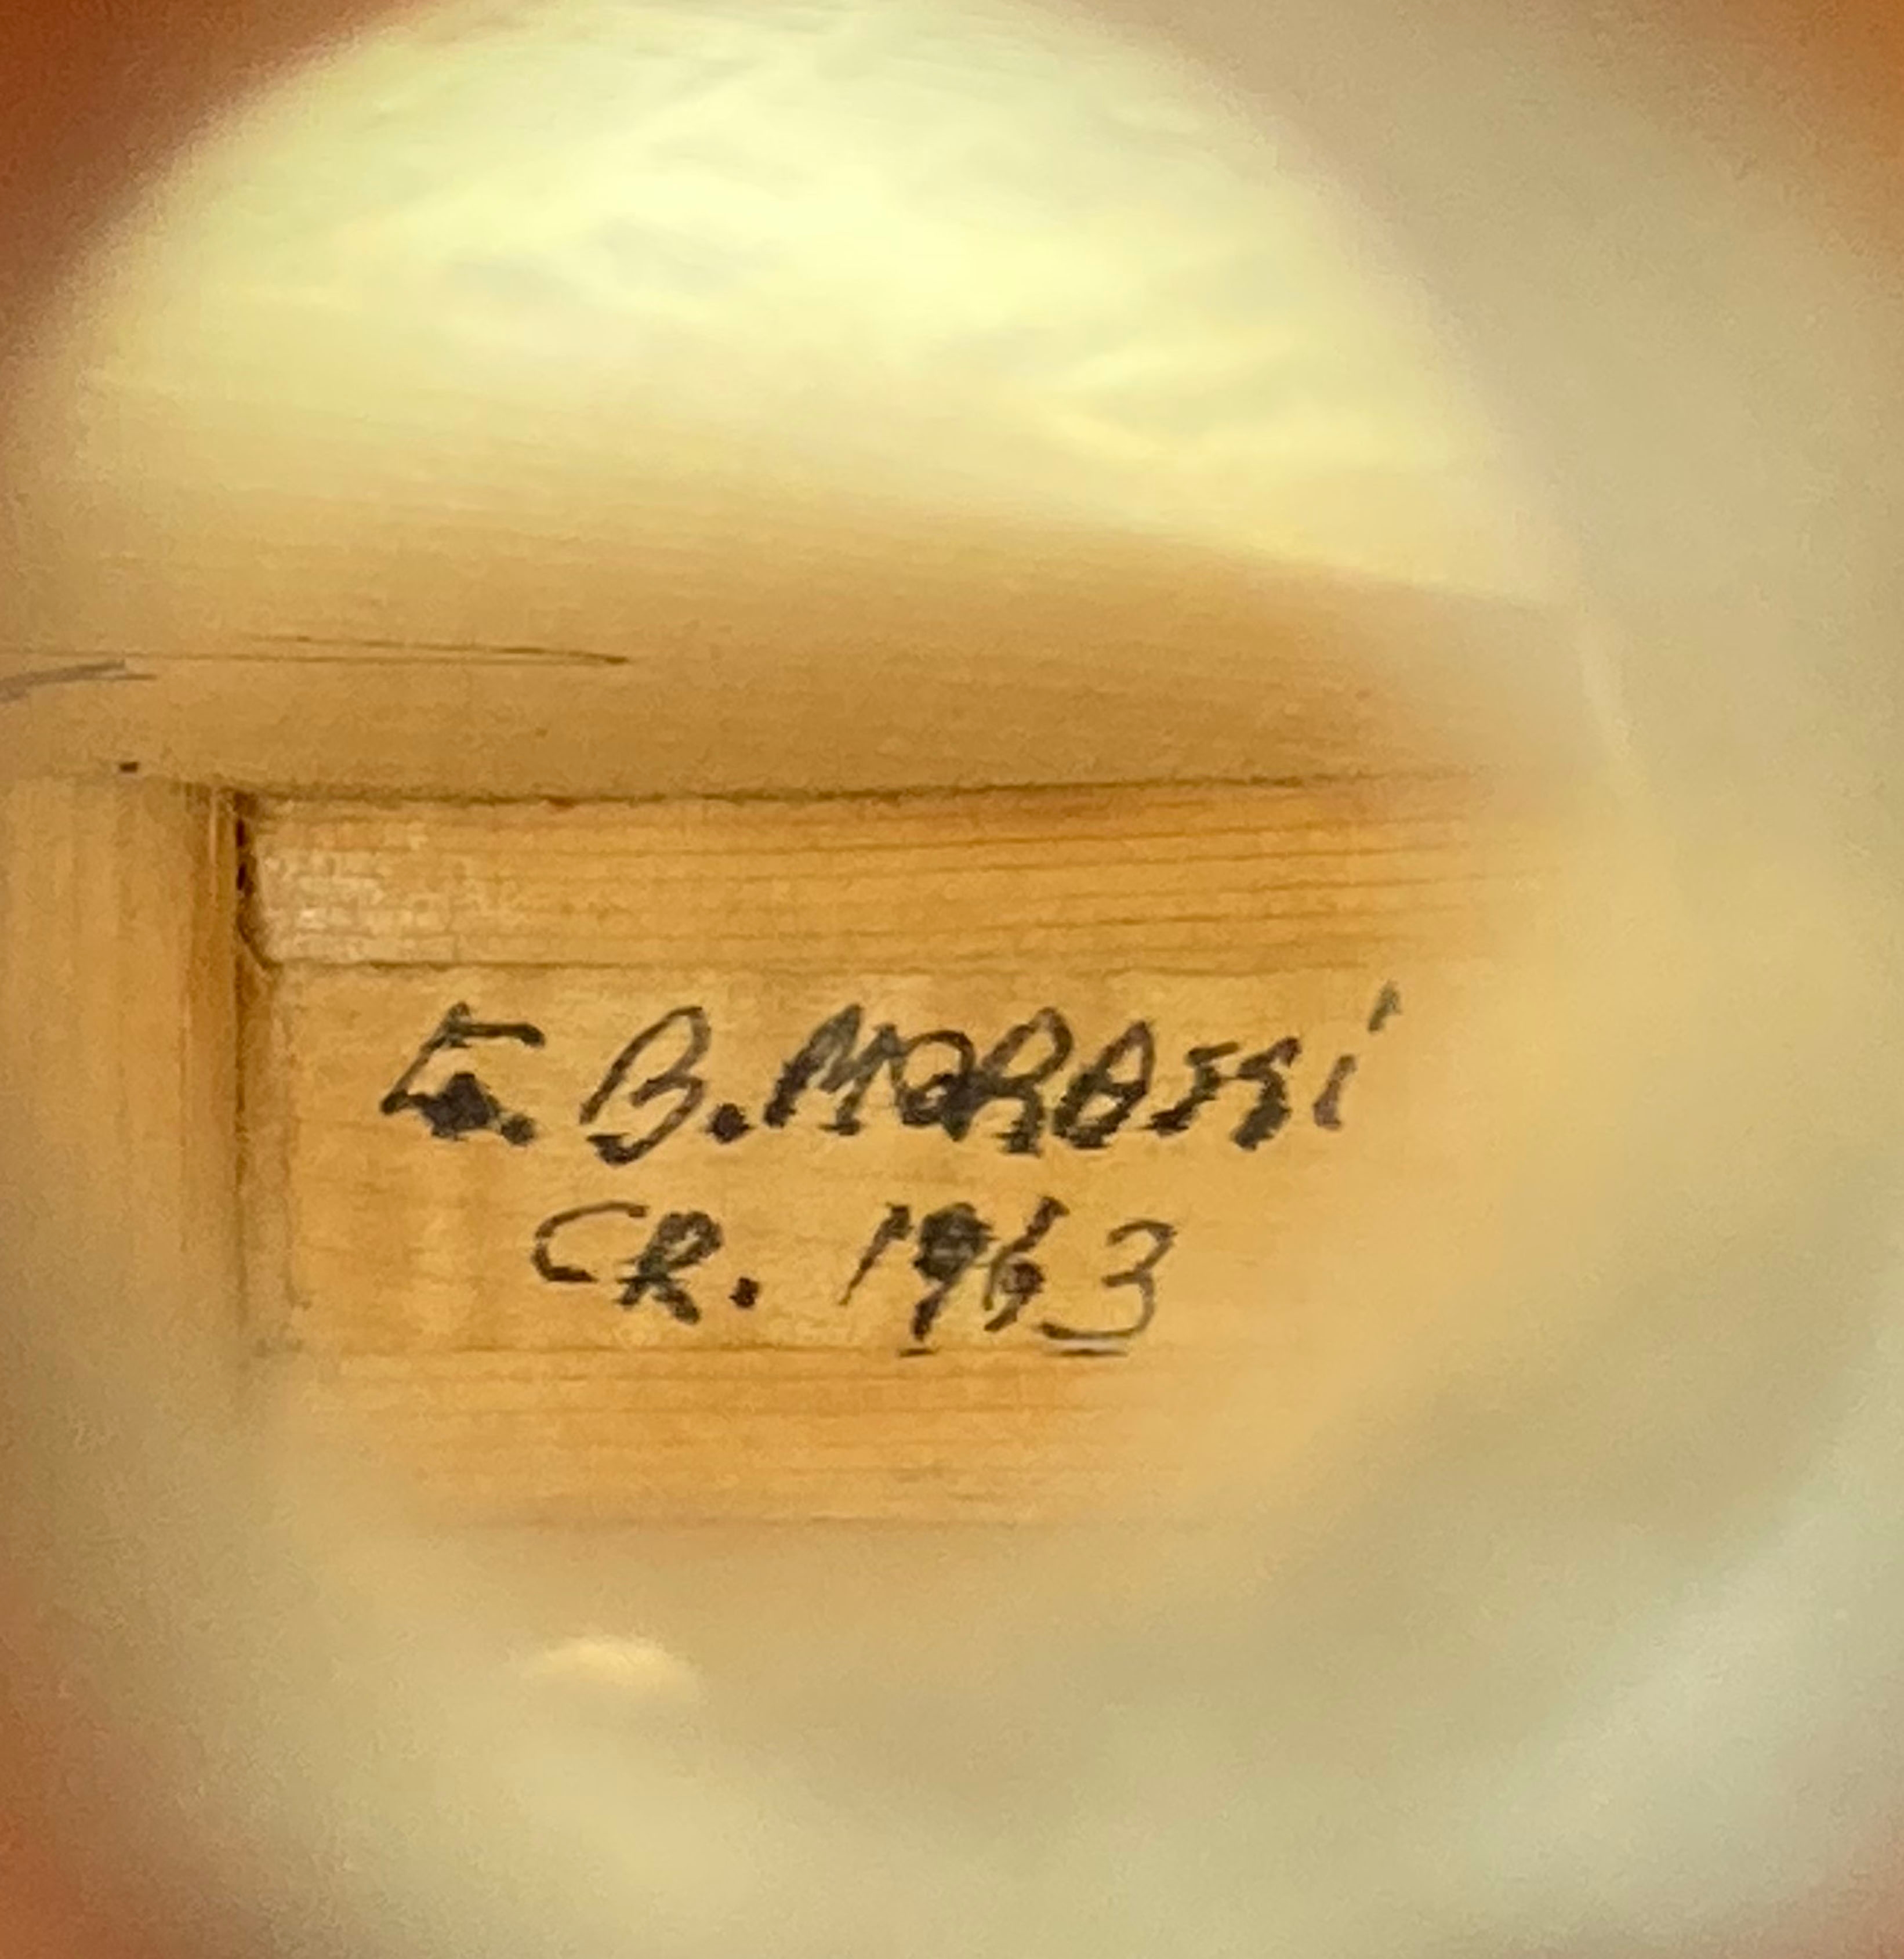 G. B. MORASSi
CR. 1963